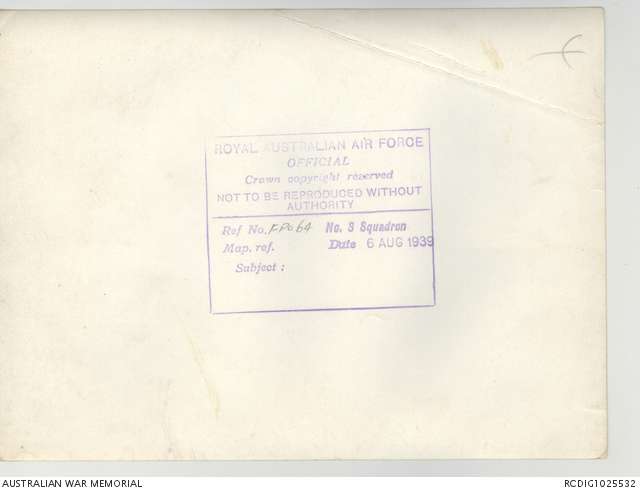 ROYAL AUSTRALIAN AIR FORCE
OFFICIAL
Crown copyright reserved
NOT TO BE REPRODUCED WITHOUT
AUTHORITY
Ref No. No. 3 Squadron
Map. ref. Date 6 AUG 1939
Subject :
AUSTRALIAN WAR MEMORIAL RCDIG1025532